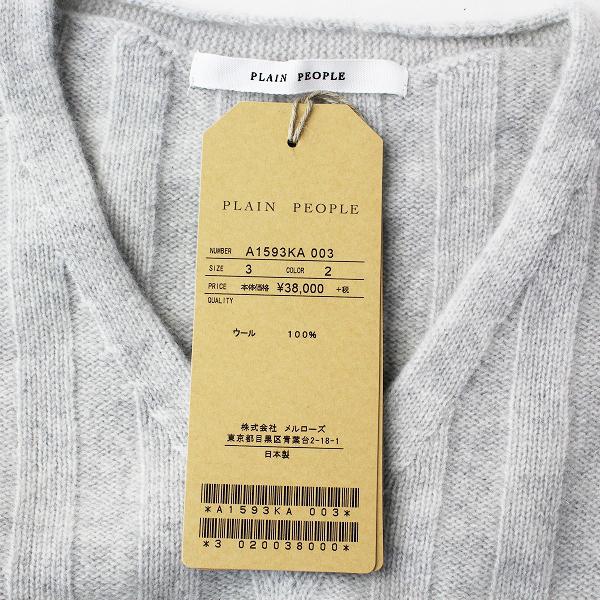 PLAIN PEOPLE
PLAIN PEOPLE
NUMBER A1593KA 003
SIZE 3 COLOR 2
PRICE 本体価格 ¥38,000 +税
QUALITY
ウール 100%
株式会社 メルローズ
東京都目黒区青葉台2-18-1
日本製
*A1593KA 003*
*3 020038000*